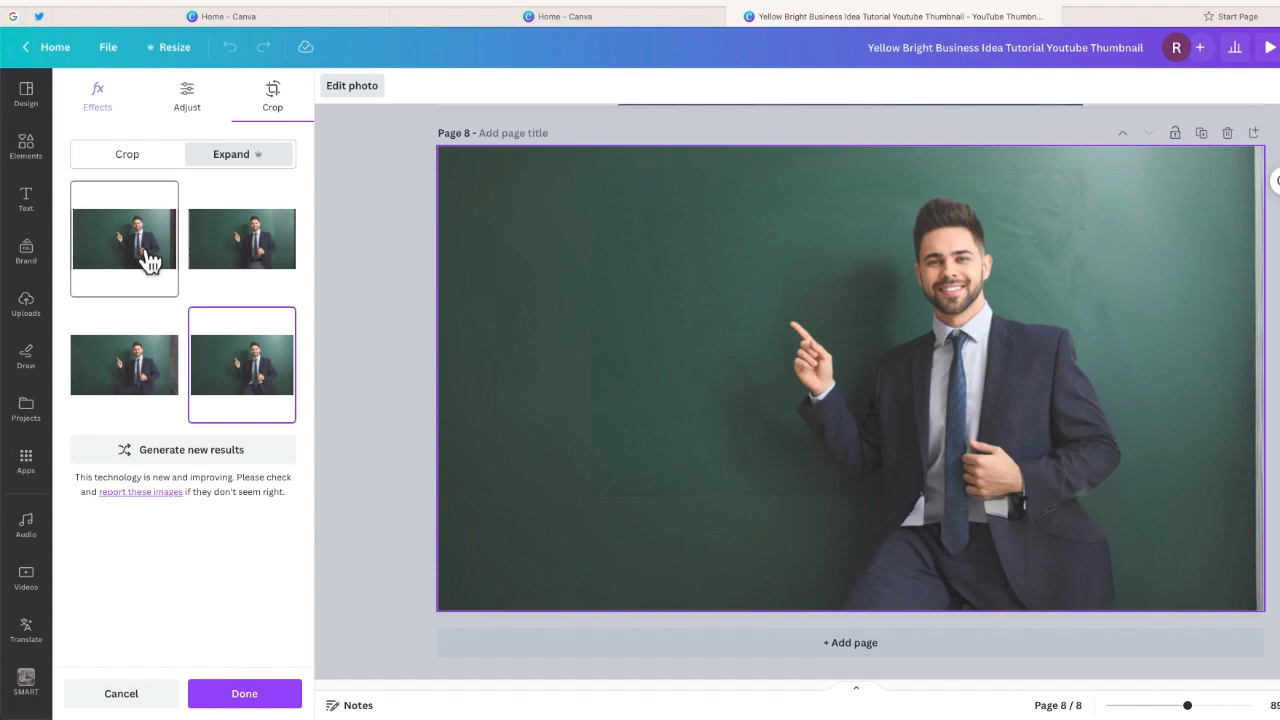 Home - Canva
Home - Canva
Yellow Bright Business Idea Tutorial Youtube Thumbnail - YouTube Thumbn...
Start Page
Home
File
Resize
Yellow Bright Business Idea Tutorial Youtube Thumbnail
R
Design
Elements
Text
Brand
Uploads
Draw
Projects
Apps
Audio
Videos
Translate
SMART
fx
Effects
Adjust
Crop
Crop
Expand
Generate new results
This technology is new and improving. Please check
and report these images if they don't seem right.
Cancel
Done
Edit photo
Page 8 - Add page title
+ Add page
Notes
Page 8 / 8